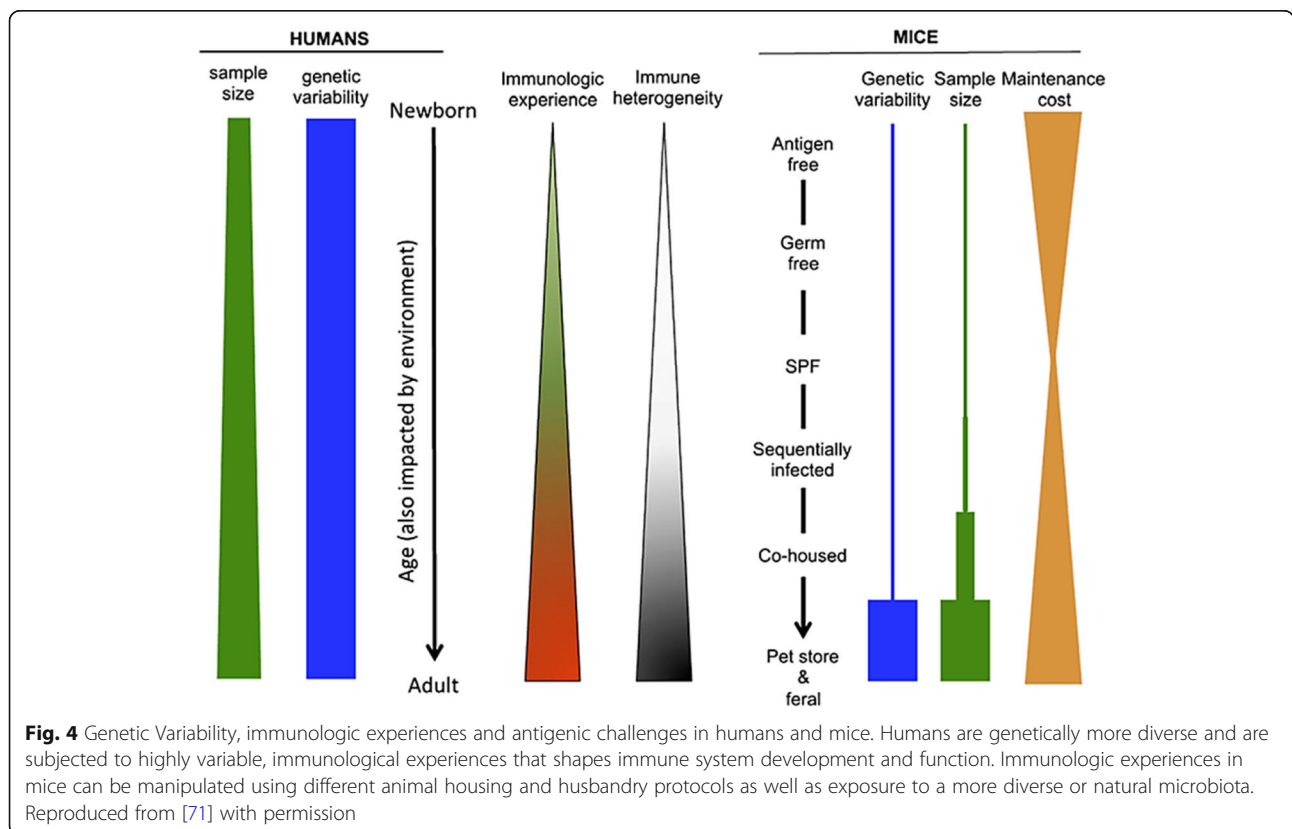 HUMANS
sample
size
genetic
variability
Newborn
Age (also impacted by environment)
Adult
Immunologic
experience
Immune
heterogeneity
MICE
Genetic
variability
Sample
size
Maintenance
cost
Antigen
free
Germ
free
SPF
Sequentially
infected
Co-housed
Pet store
&
feral
Fig. 4 Genetic Variability, immunologic experiences and antigenic challenges in humans and mice. Humans are genetically more diverse and are
subjected to highly variable, immunological experiences that shapes immune system development and function. Immunologic experiences in
mice can be manipulated using different animal housing and husbandry protocols as well as exposure to a more diverse or natural microbiota.
Reproduced from [71] with permission